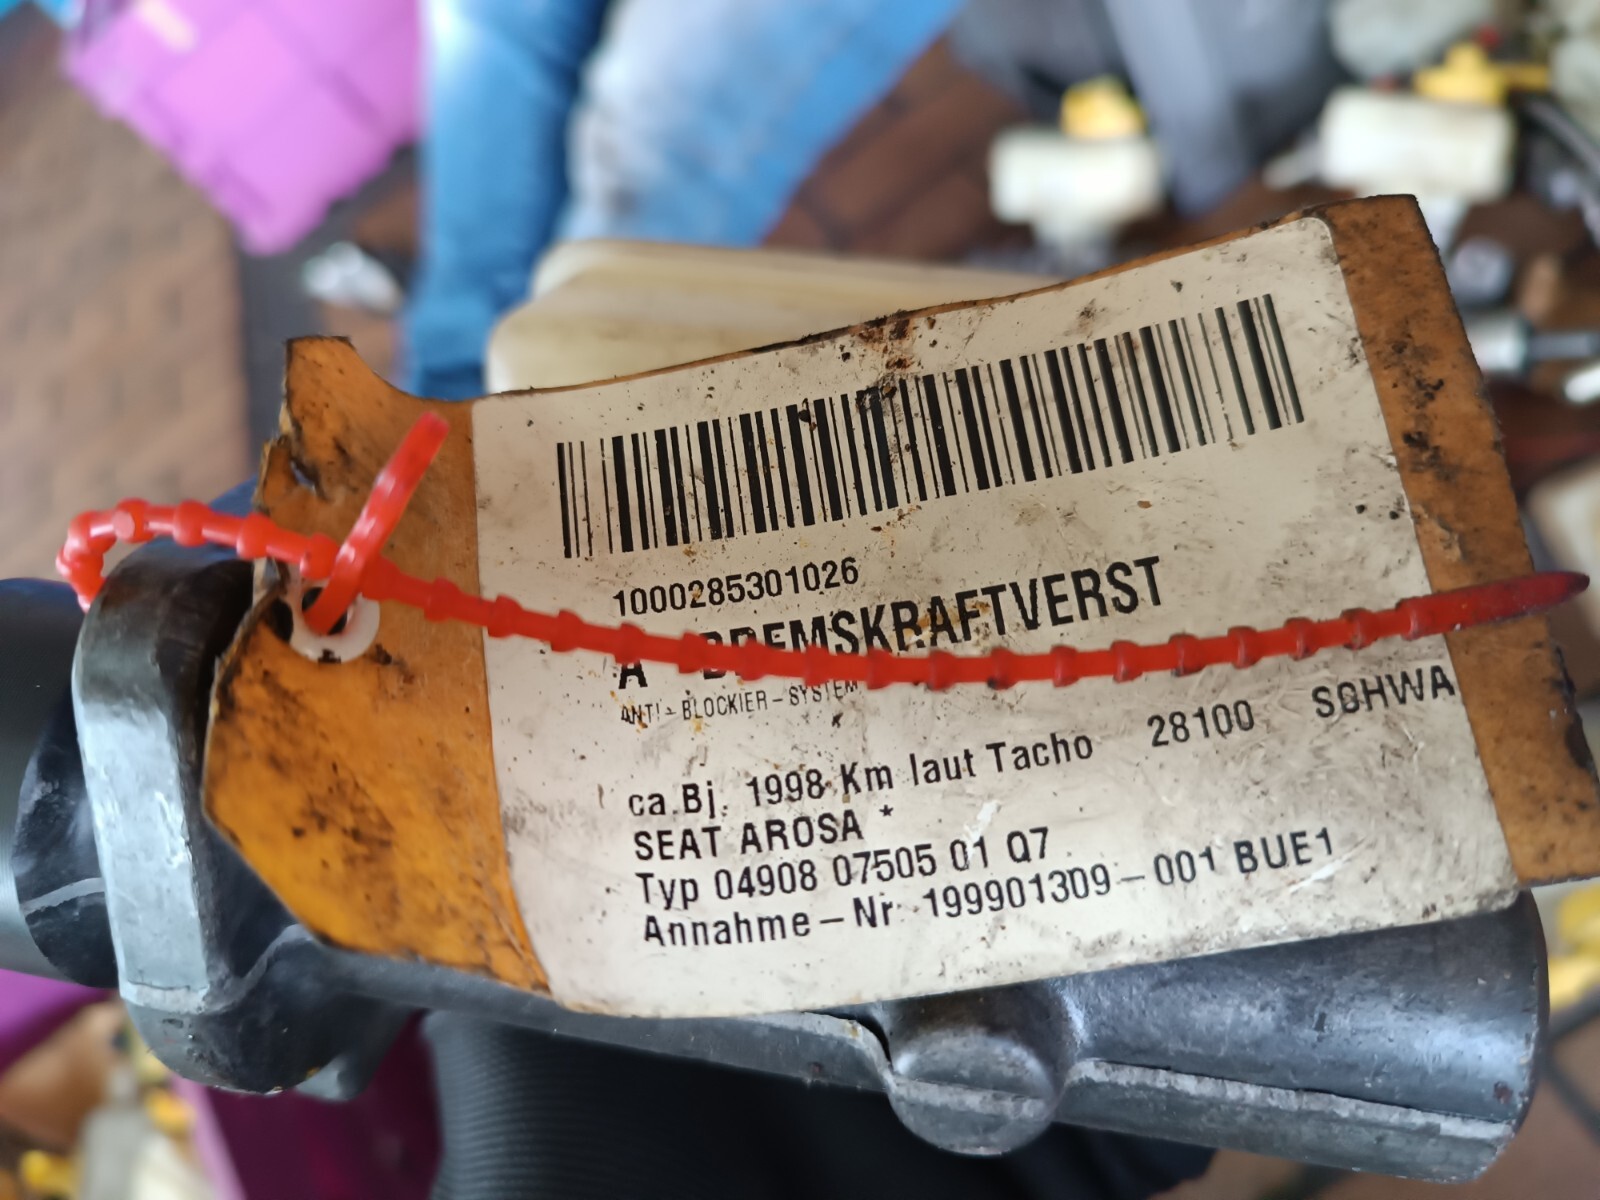 1000285301026
A BREMSKRAFTVERST
ANTI-BLOCKIER-SYSTEM
ca.Bj. 1998 Km laut Tacho 28100 SCHWA
SEAT AROSA *
Typ 04908 07505 01 Q7
Annahme-Nr 199901309-001 BUE1